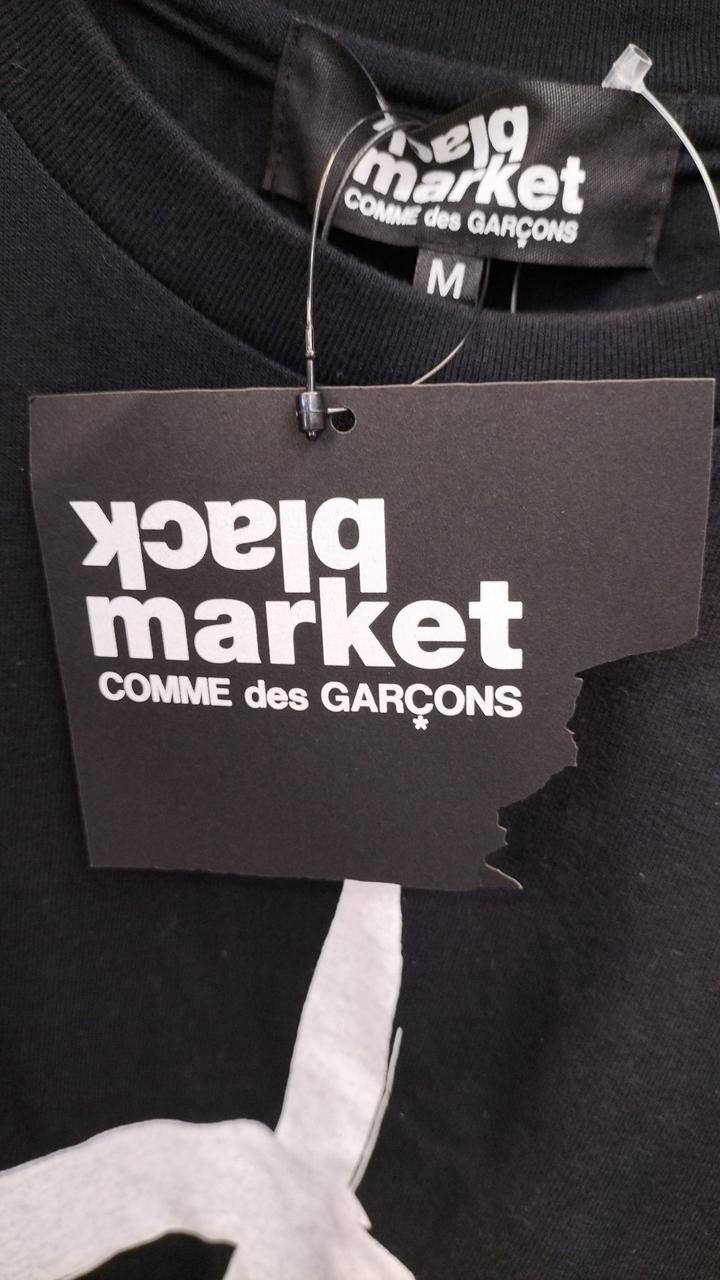 black
market
COMME des GARÇONS
*
M
black
market
COMME des GARÇONS
*